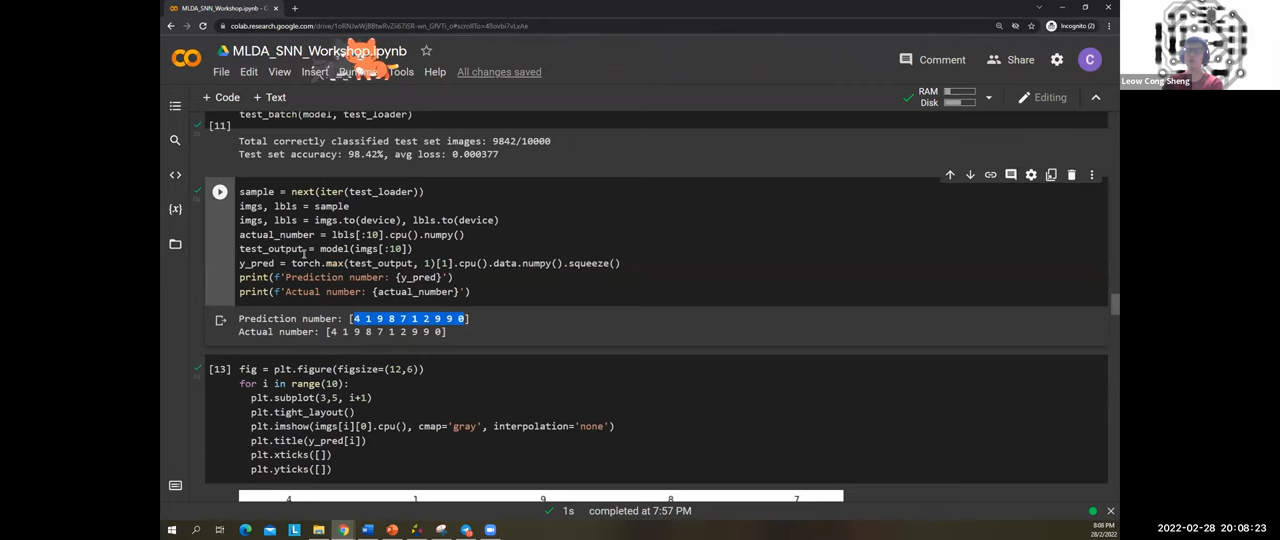 MLDA_SNN_Workshop.ipynb - Col
colab.research.google.com
Incognito (2)
MLDA_SNN_Workshop.ipynb
File Edit View Insert Runtime Tools Help All changes saved
Comment Share C
Leow Cong Sheng
+ Code + Text
RAM
Disk
Editing
test_batch(model, test_loader)
[11]
Total correctly classified test set images: 9842/10000
Test set accuracy: 98.42%, avg loss: 0.000377
sample = next(iter(test_loader))
imgs, lbls = sample
imgs, lbls = imgs.to(device), lbls.to(device)
actual_number = lbls[:10].cpu().numpy()
test_output = model(imgs[:10])
y_pred = torch.max(test_output, 1)[1].cpu().data.numpy().squeeze()
print(f'Prediction number: {y_pred}')
print(f'Actual number: {actual_number}')
Prediction number: [4 1 9 8 7 1 2 9 9 0]
Actual number: [4 1 9 8 7 1 2 9 9 0]
[13] fig = plt.figure(figsize=(12,6))
for i in range(10):
plt.subplot(3,5, i+1)
plt.tight_layout()
plt.imshow(imgs[i][0].cpu(), cmap='gray', interpolation='none')
plt.title(y_pred[i])
plt.xticks([])
plt.yticks([])
4 1 9 8 7
1s completed at 7:57 PM
8:08 PM
28/2/2022
2022-02-28 20:08:23